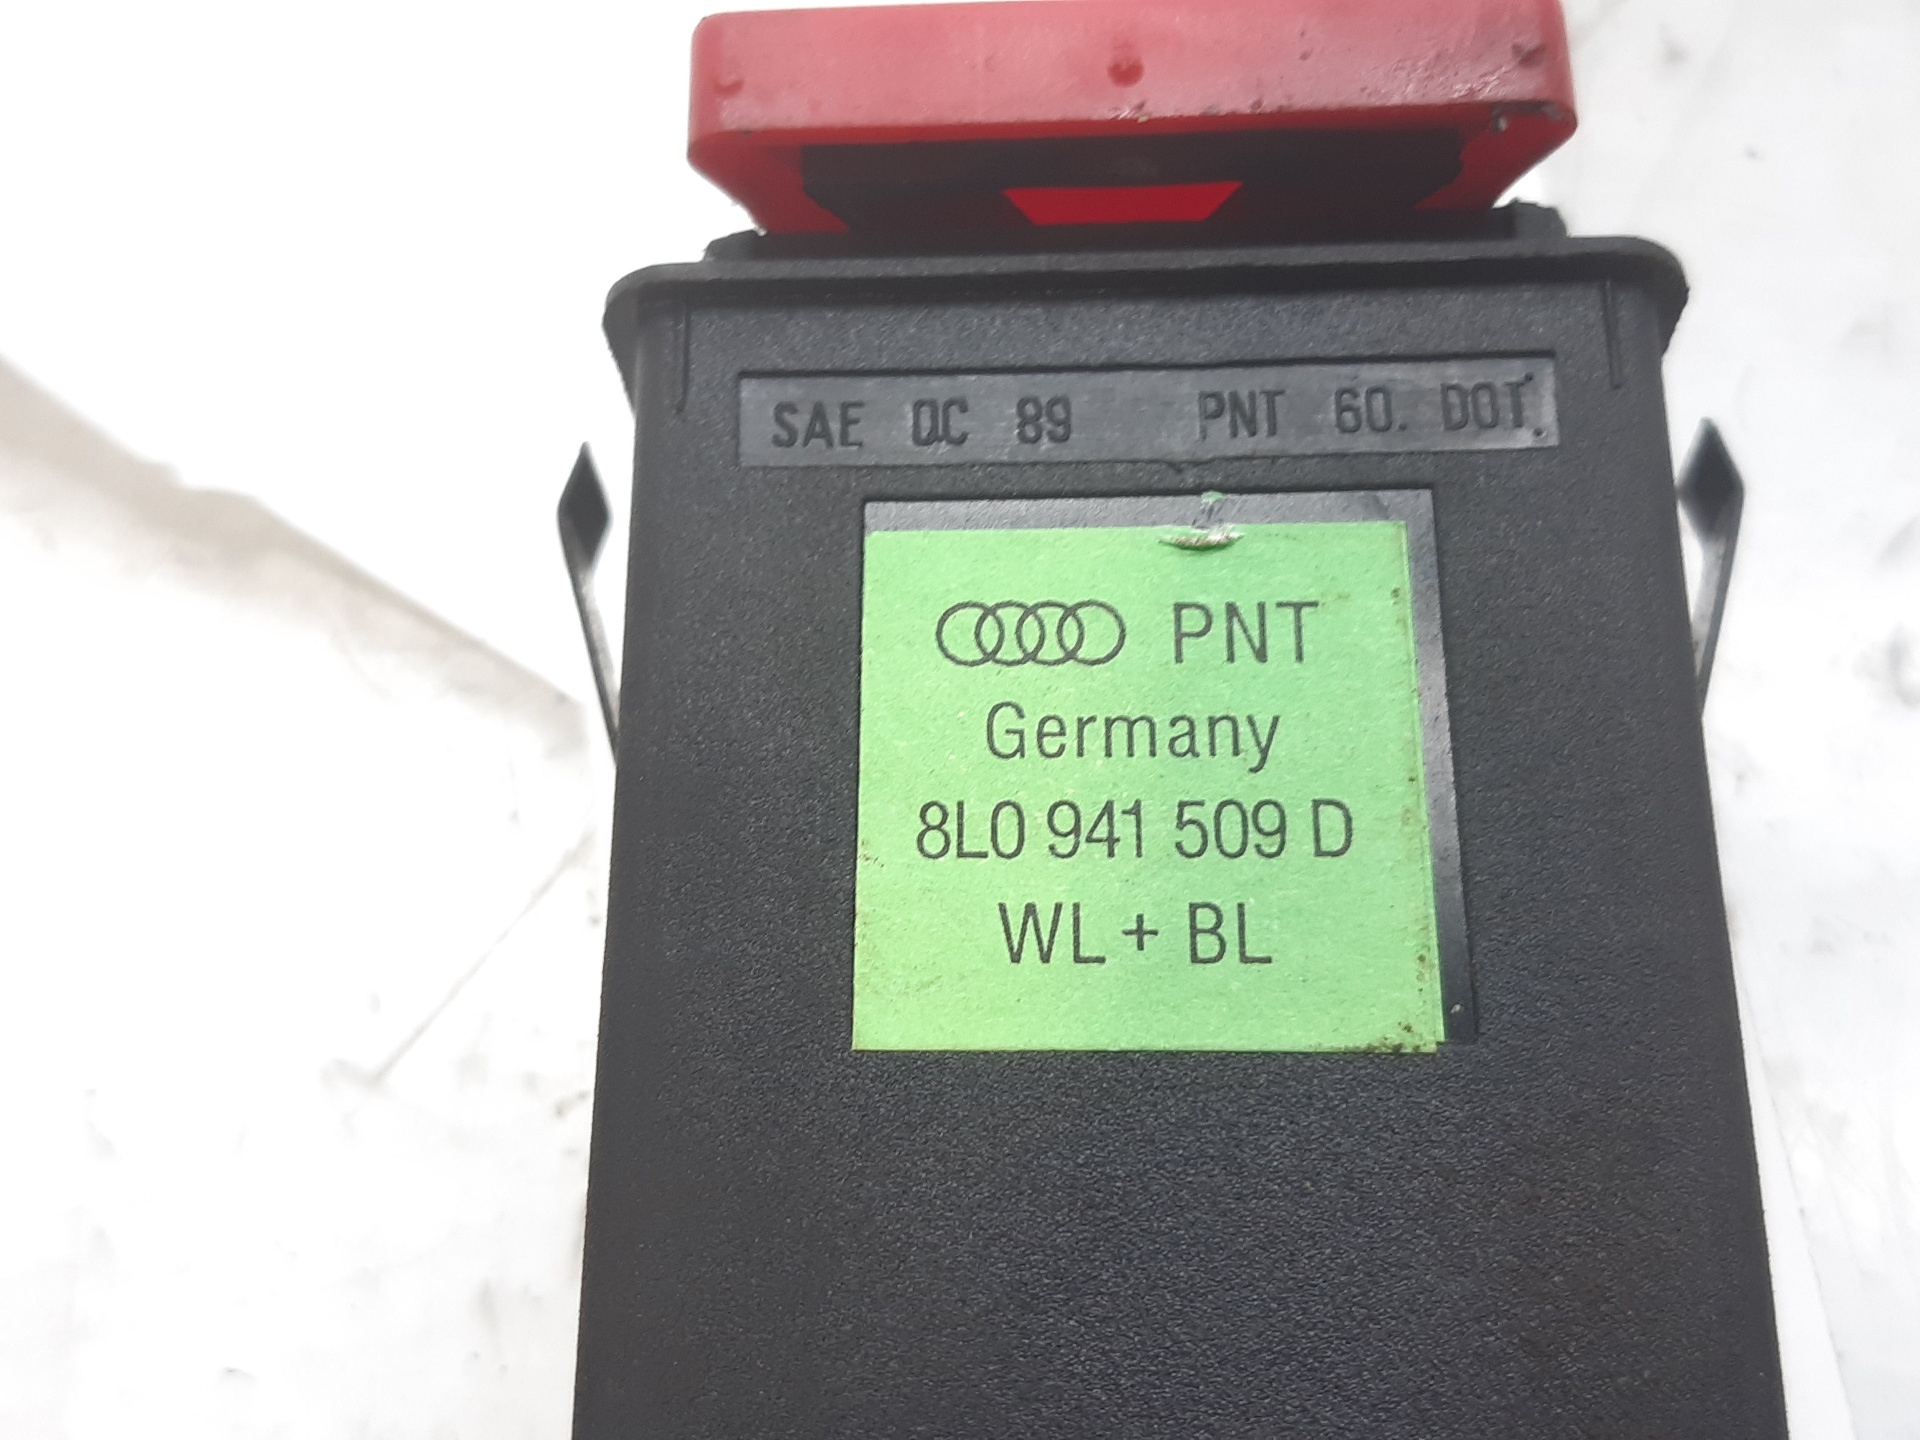 SAE QC 89 PNT 60. DOT.
PNT
Germany
8L0 941 509 D
WL + BL